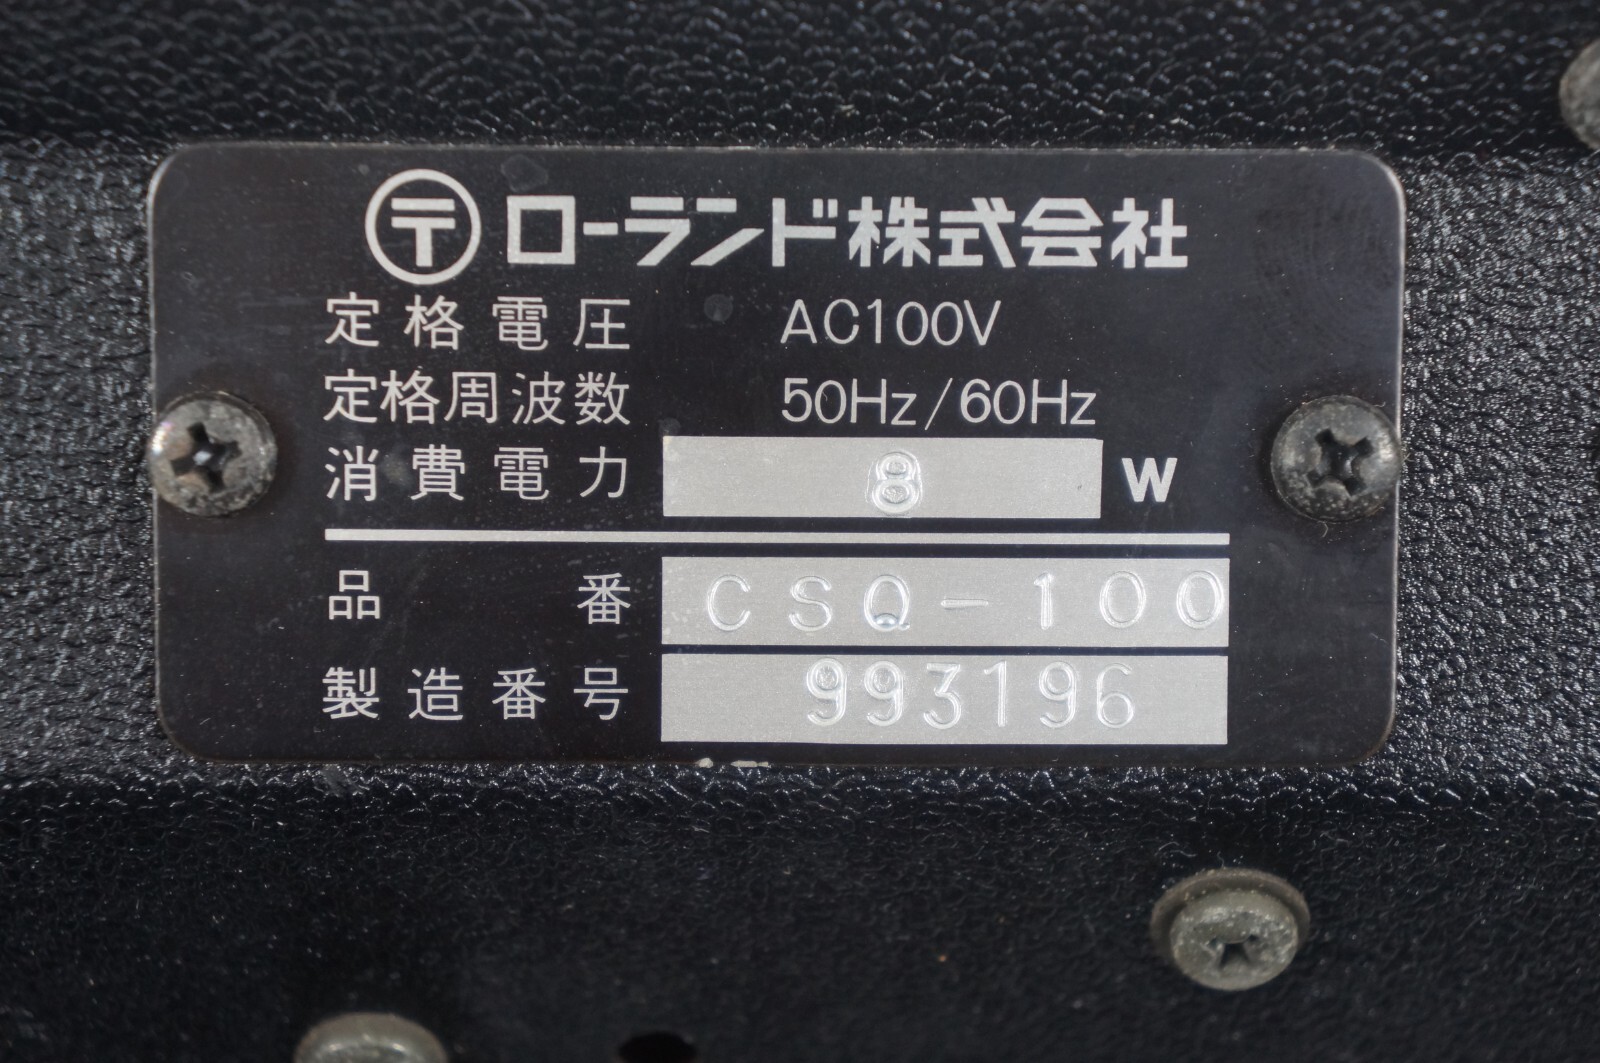 〒 ローランド株式会社
定格電圧 AC100V
定格周波数 50Hz/60Hz
消費電力 8 W
品番 CSQ-100
製造番号 993196